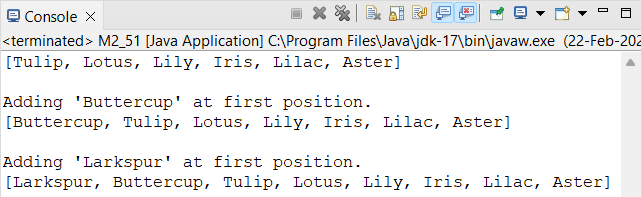 Console
<terminated> M2_51 [Java Application] C:\Program Files\Java\jdk-17\bin\javaw.exe (22-Feb-202
[Tulip, Lotus, Lily, Iris, Lilac, Aster]
Adding 'Buttercup' at first position.
[Buttercup, Tulip, Lotus, Lily, Iris, Lilac, Aster]
Adding 'Larkspur' at first position.
[Larkspur, Buttercup, Tulip, Lotus, Lily, Iris, Lilac, Aster]